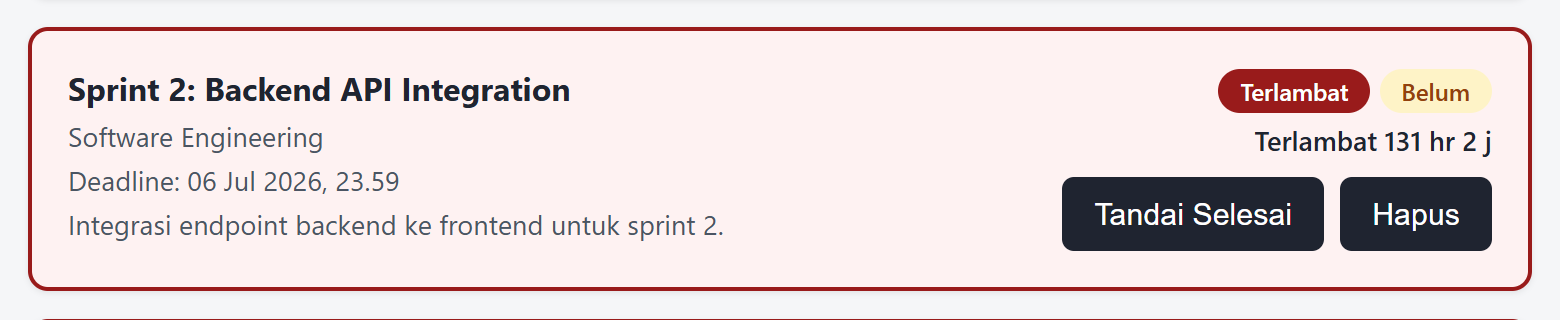 Sprint 2: Backend API Integration
Software Engineering
Deadline: 06 Jul 2026, 23.59
Integrasi endpoint backend ke frontend untuk sprint 2.
Terlambat Belum
Terlambat 131 hr 2 j
Tandai Selesai Hapus